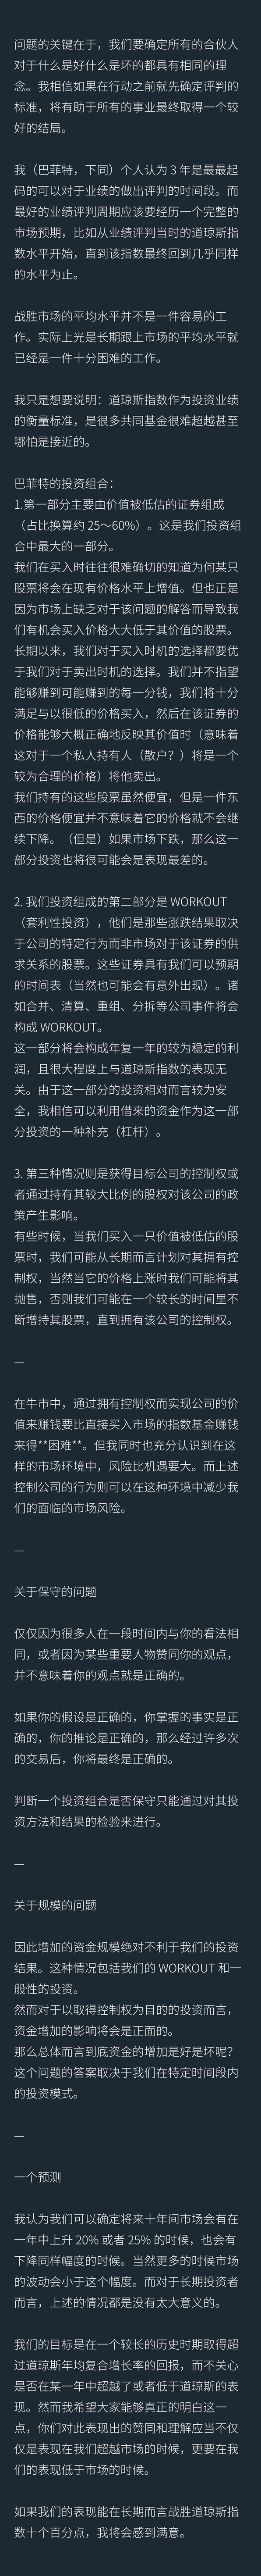 问题的关键在于，我们要确定所有的合伙人
对于什么是好什么是坏的都具有相同的理
念。我相信如果在行动之前就先确定评判的
标准，将有助于所有的事业最终取得一个较
好的结局。
我（巴菲特，下同）个人认为 3 年是最最起
码的可以对于业绩的做出评判的时间段。而
最好的业绩评判周期应该要经历一个完整的
市场预期，比如从业绩评判当时的道琼斯指
数水平开始，直到该指数最终回到几乎同样
的水平为止。
战胜市场的平均水平并不是一件容易的工
作。实际上光是长期跟上市场的平均水平就
已经是一件十分困难的工作。
我只是想要说明：道琼斯指数作为投资业绩
的衡量标准，是很多共同基金很难超越甚至
哪怕是接近的。
巴菲特的投资组合：
1.第一部分主要由价值被低估的证券组成
（占比换算约 25～60%）。这是我们投资组
合中最大的一部分。
我们在买入时往往很难确切的知道为何某只
股票将会在现有价格水平上增值。但也正是
因为市场上缺乏对于该问题的解答而导致我
们有机会买入价格大大低于其价值的股票。
长期以来，我们对于买入时机的选择都要优
于我们对于卖出时机的选择。我们并不指望
能够赚到可能赚到的每一分钱，我们将十分
满足与以很低的价格买入，然后在该证券的
价格能够大概正确地反映其价值时（意味着
这对于一个私人持有人（散户？）将是一个
较为合理的价格）将他卖出。
我们持有的这些股票虽然便宜，但是一件东
西的价格便宜并不意味着它的价格就不会继
续下降。（但是）如果市场下跌，那么这一
部分投资也将很可能会是表现最差的。
2. 我们投资组成的第二部分是 WORKOUT
（套利性投资），他们是那些涨跌结果取决
于公司的特定行为而非市场对于该证券的供
求关系的股票。这些证券具有我们可以预期
的时间表（当然也可能会有意外出现）。诸
如合并、清算、重组、分拆等公司事件将会
构成 WORKOUT。
这一部分将会构成年复一年的较为稳定的利
润，且很大程度上与道琼斯指数的表现无
关。由于这一部分的投资相对而言较为安
全，我相信可以利用借来的资金作为这一部
分投资的一种补充（杠杆）。
3. 第三种情况则是获得目标公司的控制权或
者通过持有其较大比例的股权对该公司的政
策产生影响。
有些时候，当我们买入一只价值被低估的股
票时，我们可能从长期而言计划对其拥有控
制权，当然当它的价格上涨时我们可能将其
抛售，否则我们可能在一个较长的时间里不
断增持其股票，直到拥有该公司的控制权。
—
在牛市中，通过拥有控制权而实现公司的价
值来赚钱要比直接买入市场的指数基金赚钱
来得**困难**。但我同时也充分认识到在这
样的市场环境中，风险比机遇要大。而上述
控制公司的行为则可以在这种环境中减少我
们的面临的市场风险。
—
关于保守的问题
仅仅因为很多人在一段时间内与你的看法相
同，或者因为某些重要人物赞同你的观点，
并不意味着你的观点就是正确的。
如果你的假设是正确的，你掌握的事实是正
确的，你的推论是正确的，那么经过许多次
的交易后，你将最终是正确的。
判断一个投资组合是否保守只能通过对其投
资方法和结果的检验来进行。
—
关于规模的问题
因此增加的资金规模绝对不利于我们的投资
结果。这种情况包括我们的 WORKOUT 和一
般性的投资。
然而对于以取得控制权为目的的投资而言，
资金增加的影响将会是正面的。
那么总体而言到底资金的增加是好是坏呢？
这个问题的答案取决于我们在特定时间段内
的投资模式。
—
一个预测
我认为我们可以确定将来十年间市场会有在
一年中上升 20% 或者 25% 的时候，也会有
下降同样幅度的时候。当然更多的时候市场
的波动会小于这个幅度。而对于长期投资者
而言，上述的情况都是没有太大意义的。
我们的目标是在一个较长的历史时期取得超
过道琼斯年均复合增长率的回报，而不关心
是否在某一年中超越了或者低于道琼斯的表
现。然而我希望大家能够真正的明白这一
点，你们对此表现出的赞同和理解应当不仅
仅是表现在我们超越市场的时候，更要在我
们的表现低于市场的时候。
如果我们的表现能在长期而言战胜道琼斯指
数十个百分点，我将会感到满意。